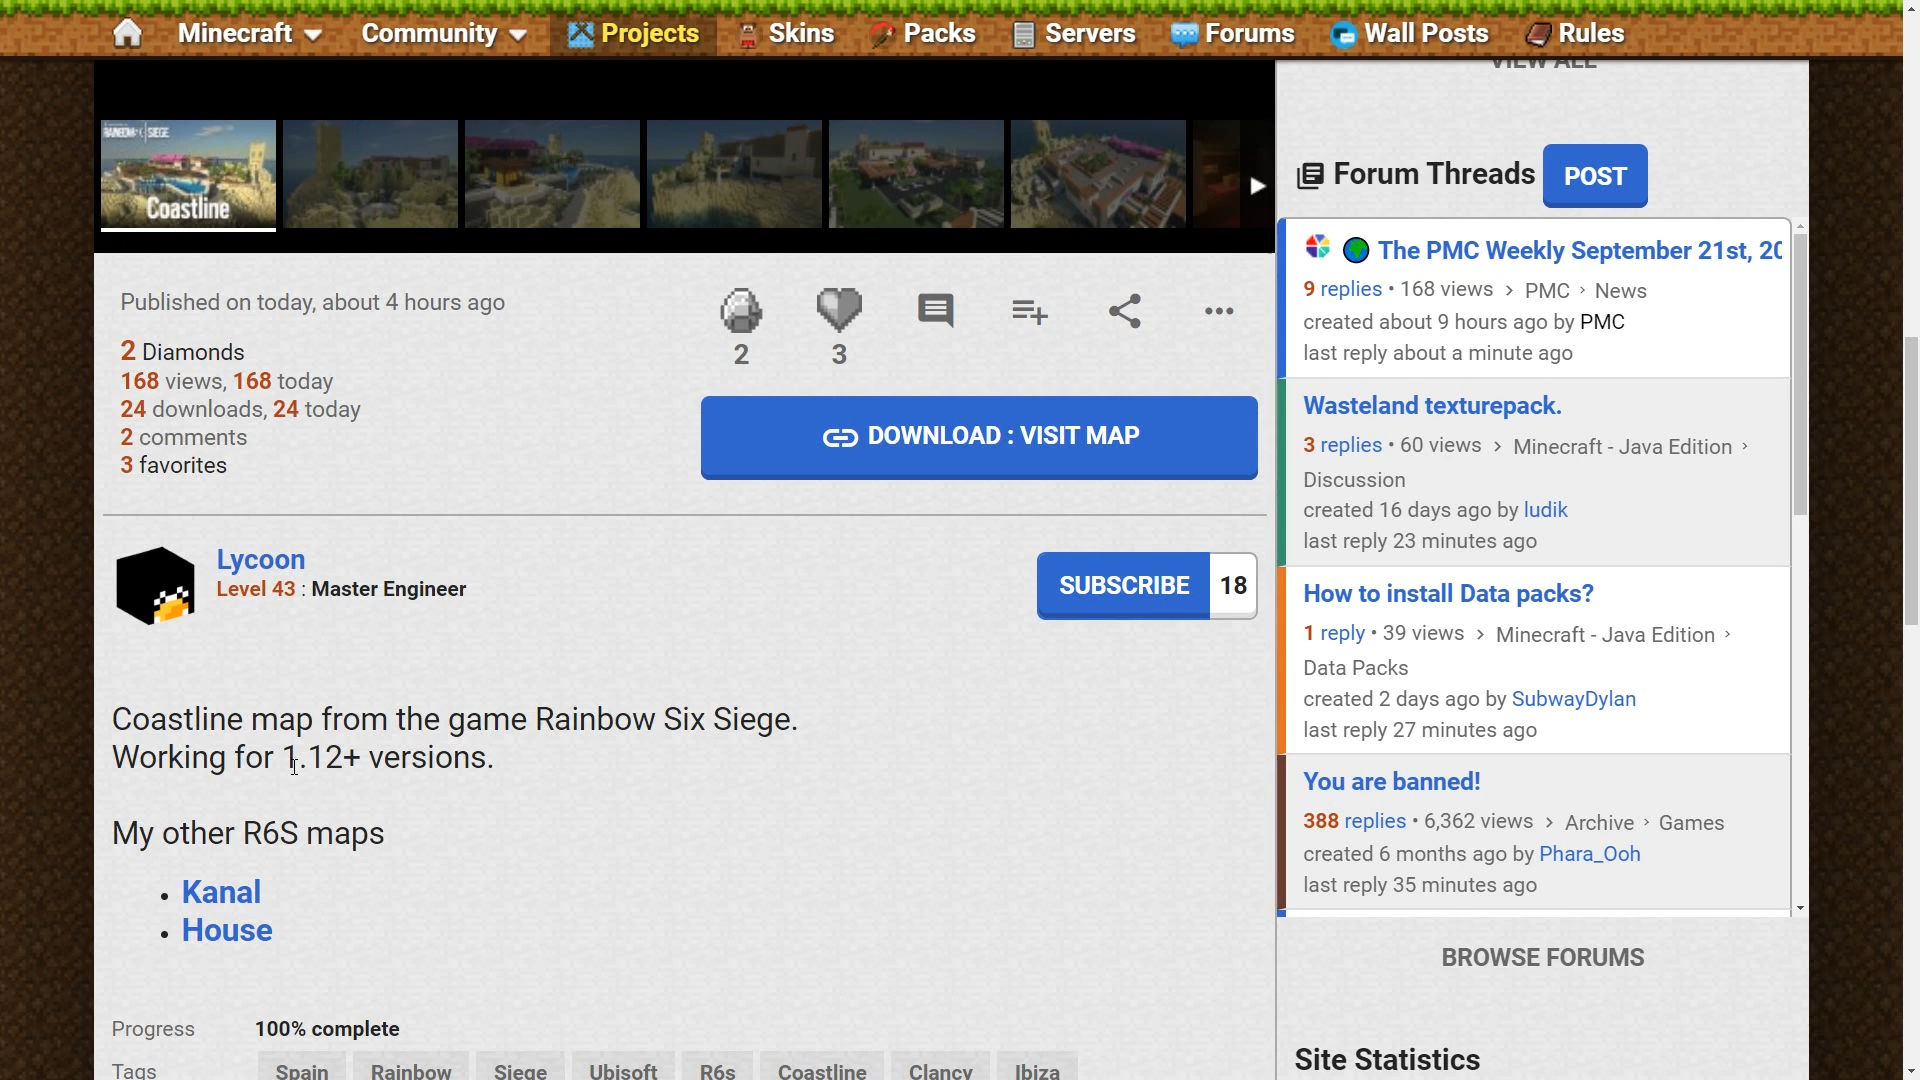 Minecraft Community Projects Skins Packs Servers Forums Wall Posts Rules
RAINBOW SIEGE
Coastline
Published on today, about 4 hours ago
2 Diamonds
168 views, 168 today
24 downloads, 24 today
2 comments
3 favorites
2 3
DOWNLOAD : VISIT MAP
Lycoon
Level 43 : Master Engineer
SUBSCRIBE 18
Coastline map from the game Rainbow Six Siege.
Working for 1.12+ versions.
My other R6S maps
• Kanal
• House
Progress 100% complete
Tags Spain Rainbow Siege Ubisoft R6s Coastline Clancy Ibiza
VIEW ALL
Forum Threads POST
The PMC Weekly September 21st, 20
9 replies • 168 views > PMC > News
created about 9 hours ago by PMC
last reply about a minute ago
Wasteland texturepack.
3 replies • 60 views > Minecraft - Java Edition >
Discussion
created 16 days ago by ludik
last reply 23 minutes ago
How to install Data packs?
1 reply • 39 views > Minecraft - Java Edition >
Data Packs
created 2 days ago by SubwayDylan
last reply 27 minutes ago
You are banned!
388 replies • 6,362 views > Archive > Games
created 6 months ago by Phara_Ooh
last reply 35 minutes ago
BROWSE FORUMS
Site Statistics